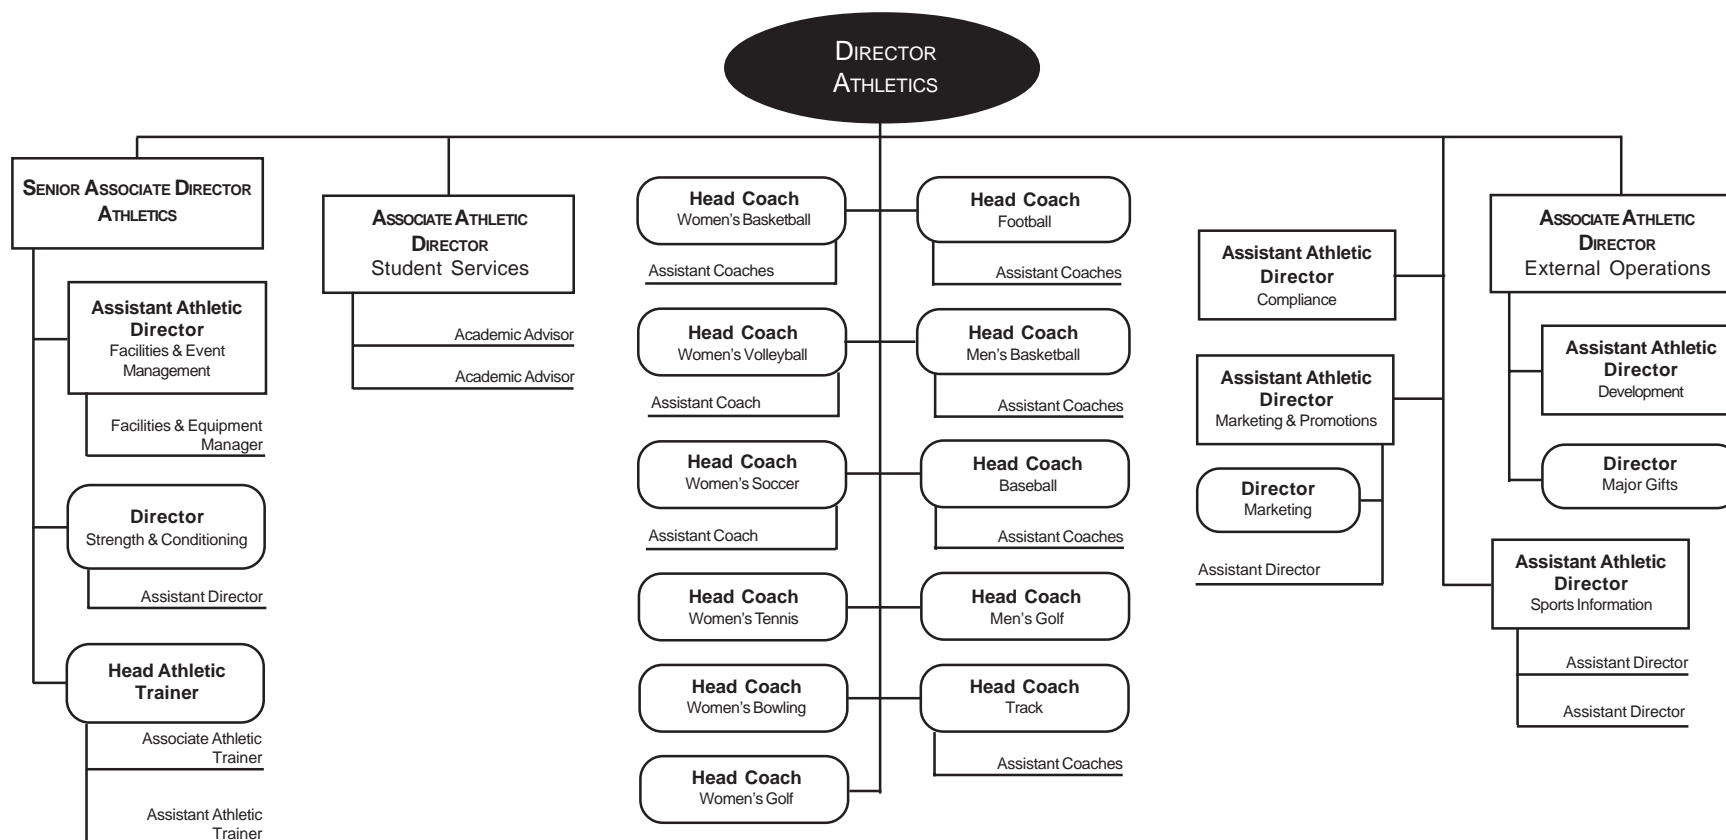 DIRECTOR
ATHLETICS
SENIOR ASSOCIATE DIRECTOR
ATHLETICS
Assistant Athletic
Director
Facilities & Event
Management
Facilities & Equipment
Manager
Director
Strength & Conditioning
Assistant Director
Head Athletic
Trainer
Associate Athletic
Trainer
Assistant Athletic
Trainer
ASSOCIATE ATHLETIC
DIRECTOR
Student Services
Academic Advisor
Academic Advisor
Head Coach
Women's Basketball
Assistant Coaches
Head Coach
Football
Assistant Coaches
Head Coach
Women's Volleyball
Assistant Coach
Head Coach
Men's Basketball
Assistant Coaches
Head Coach
Women's Soccer
Assistant Coach
Head Coach
Baseball
Assistant Coaches
Head Coach
Women's Tennis
Head Coach
Men's Golf
Head Coach
Women's Bowling
Head Coach
Track
Assistant Coaches
Head Coach
Women's Golf
Assistant Athletic
Director
Compliance
Assistant Athletic
Director
Marketing & Promotions
Director
Marketing
Assistant Director
ASSOCIATE ATHLETIC
DIRECTOR
External Operations
Assistant Athletic
Director
Development
Director
Major Gifts
Assistant Athletic
Director
Sports Information
Assistant Director
Assistant Director